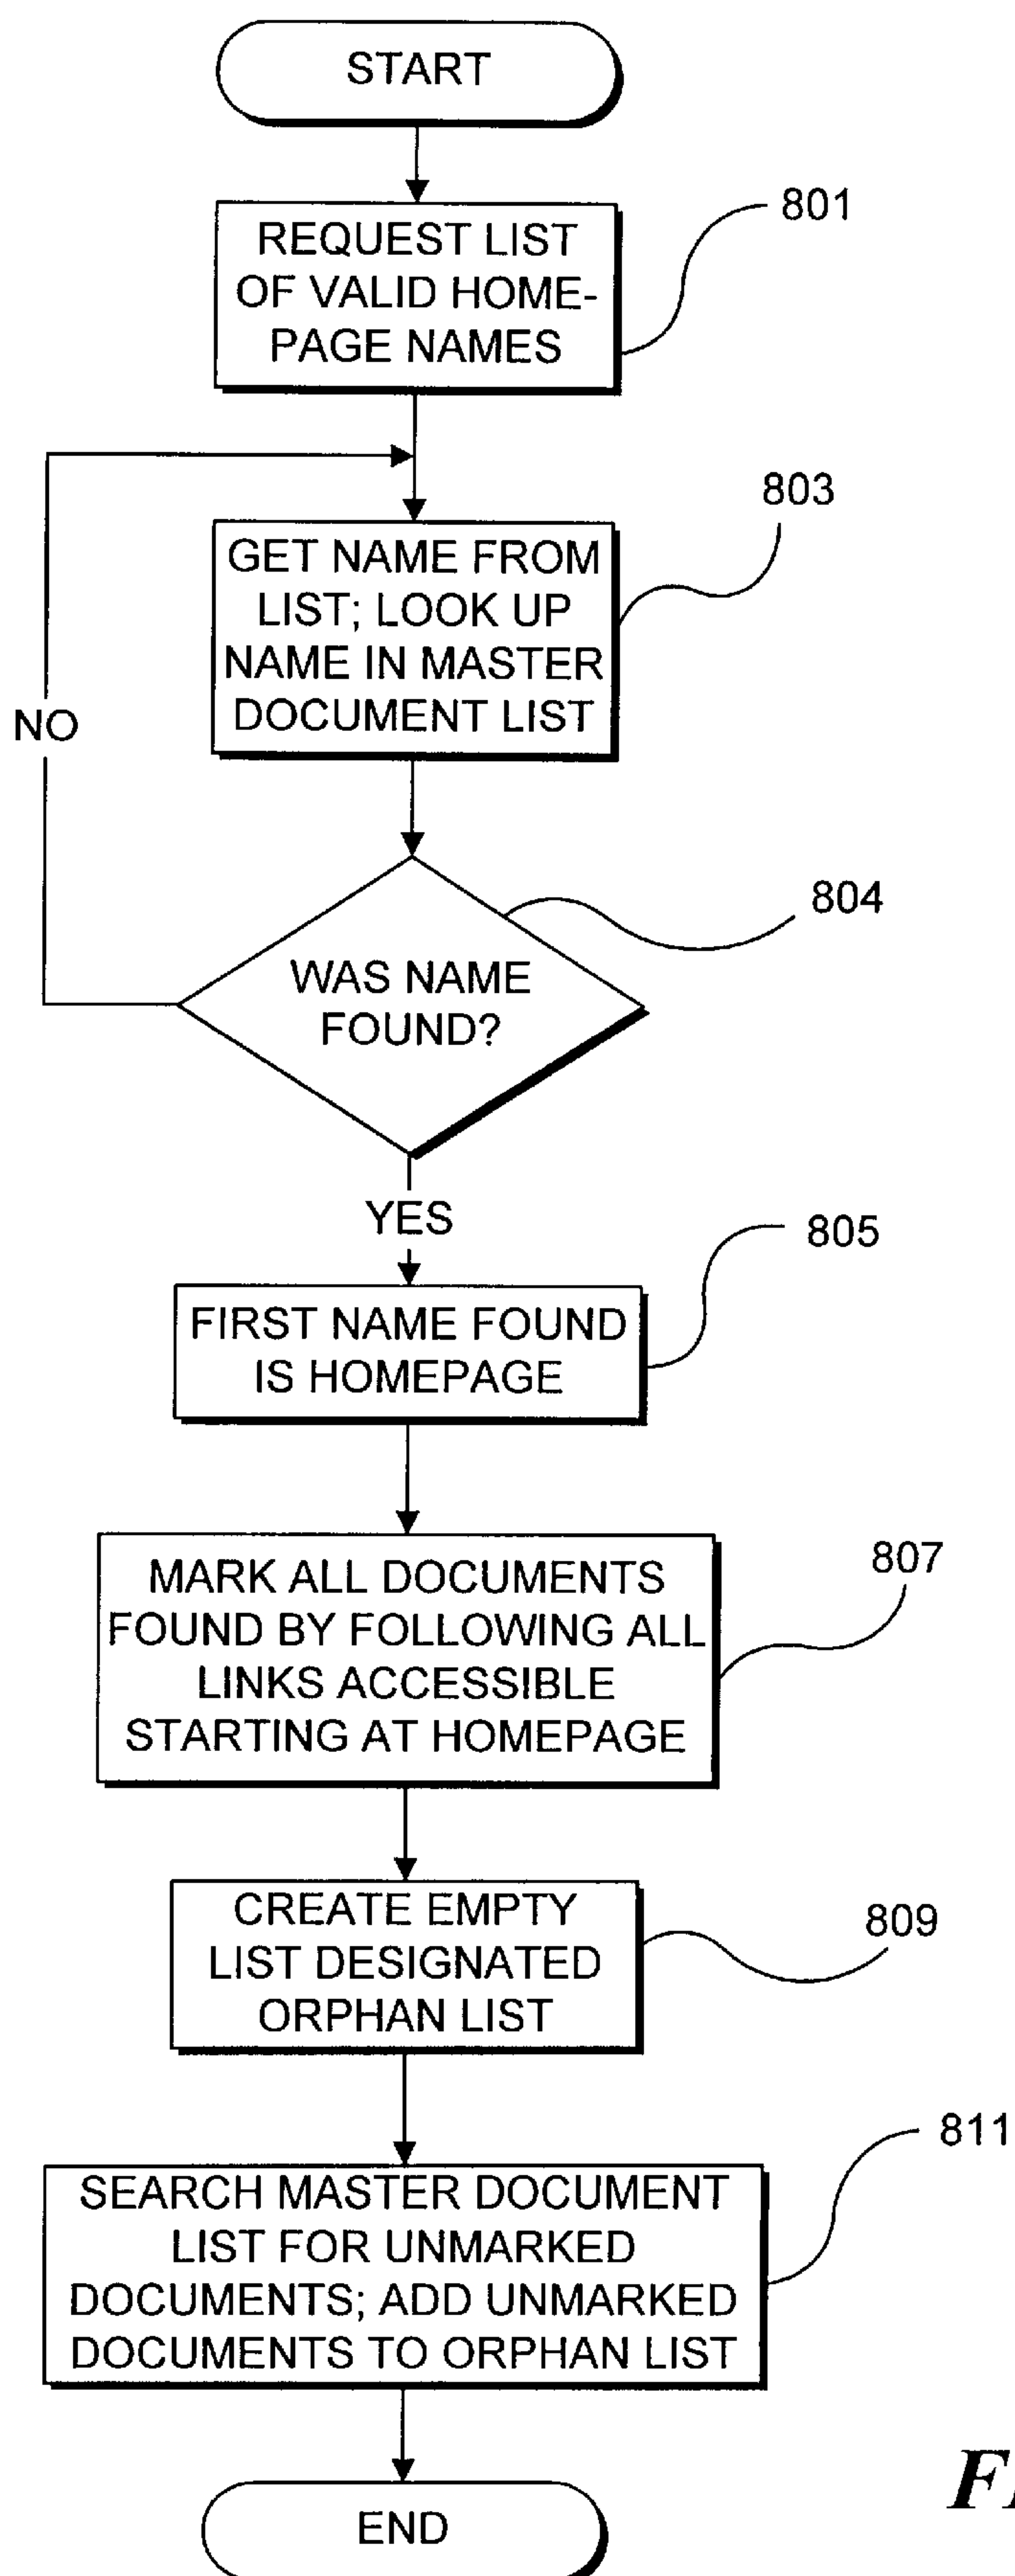 START
801
REQUEST LIST
OF VALID HOME-
PAGE NAMES
803
GET NAME FROM
LIST; LOOK UP
NAME IN MASTER
DOCUMENT LIST
NO
804
WAS NAME
FOUND?
YES
805
FIRST NAME FOUND
IS HOMEPAGE
807
MARK ALL DOCUMENTS
FOUND BY FOLLOWING ALL
LINKS ACCESSIBLE
STARTING AT HOMEPAGE
809
CREATE EMPTY
LIST DESIGNATED
ORPHAN LIST
811
SEARCH MASTER DOCUMENT
LIST FOR UNMARKED
DOCUMENTS; ADD UNMARKED
DOCUMENTS TO ORPHAN LIST
END